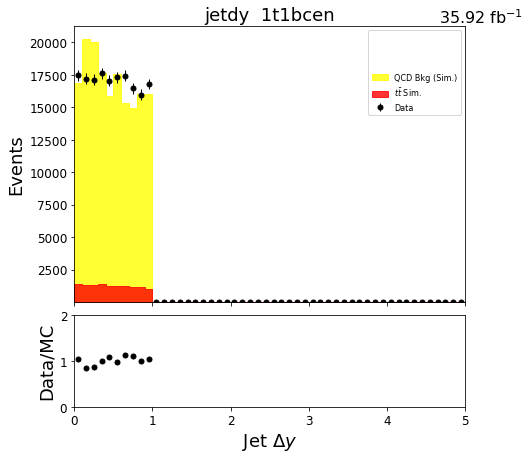 jetdy 1t1bcen
35.92 fb⁻¹
Events
20000
17500
15000
12500
10000
7500
5000
2500
QCD Bkg (Sim.)
tt̄ Sim.
Data
Data/MC
2
1
0
0 1 2 3 4 5
Jet Δy